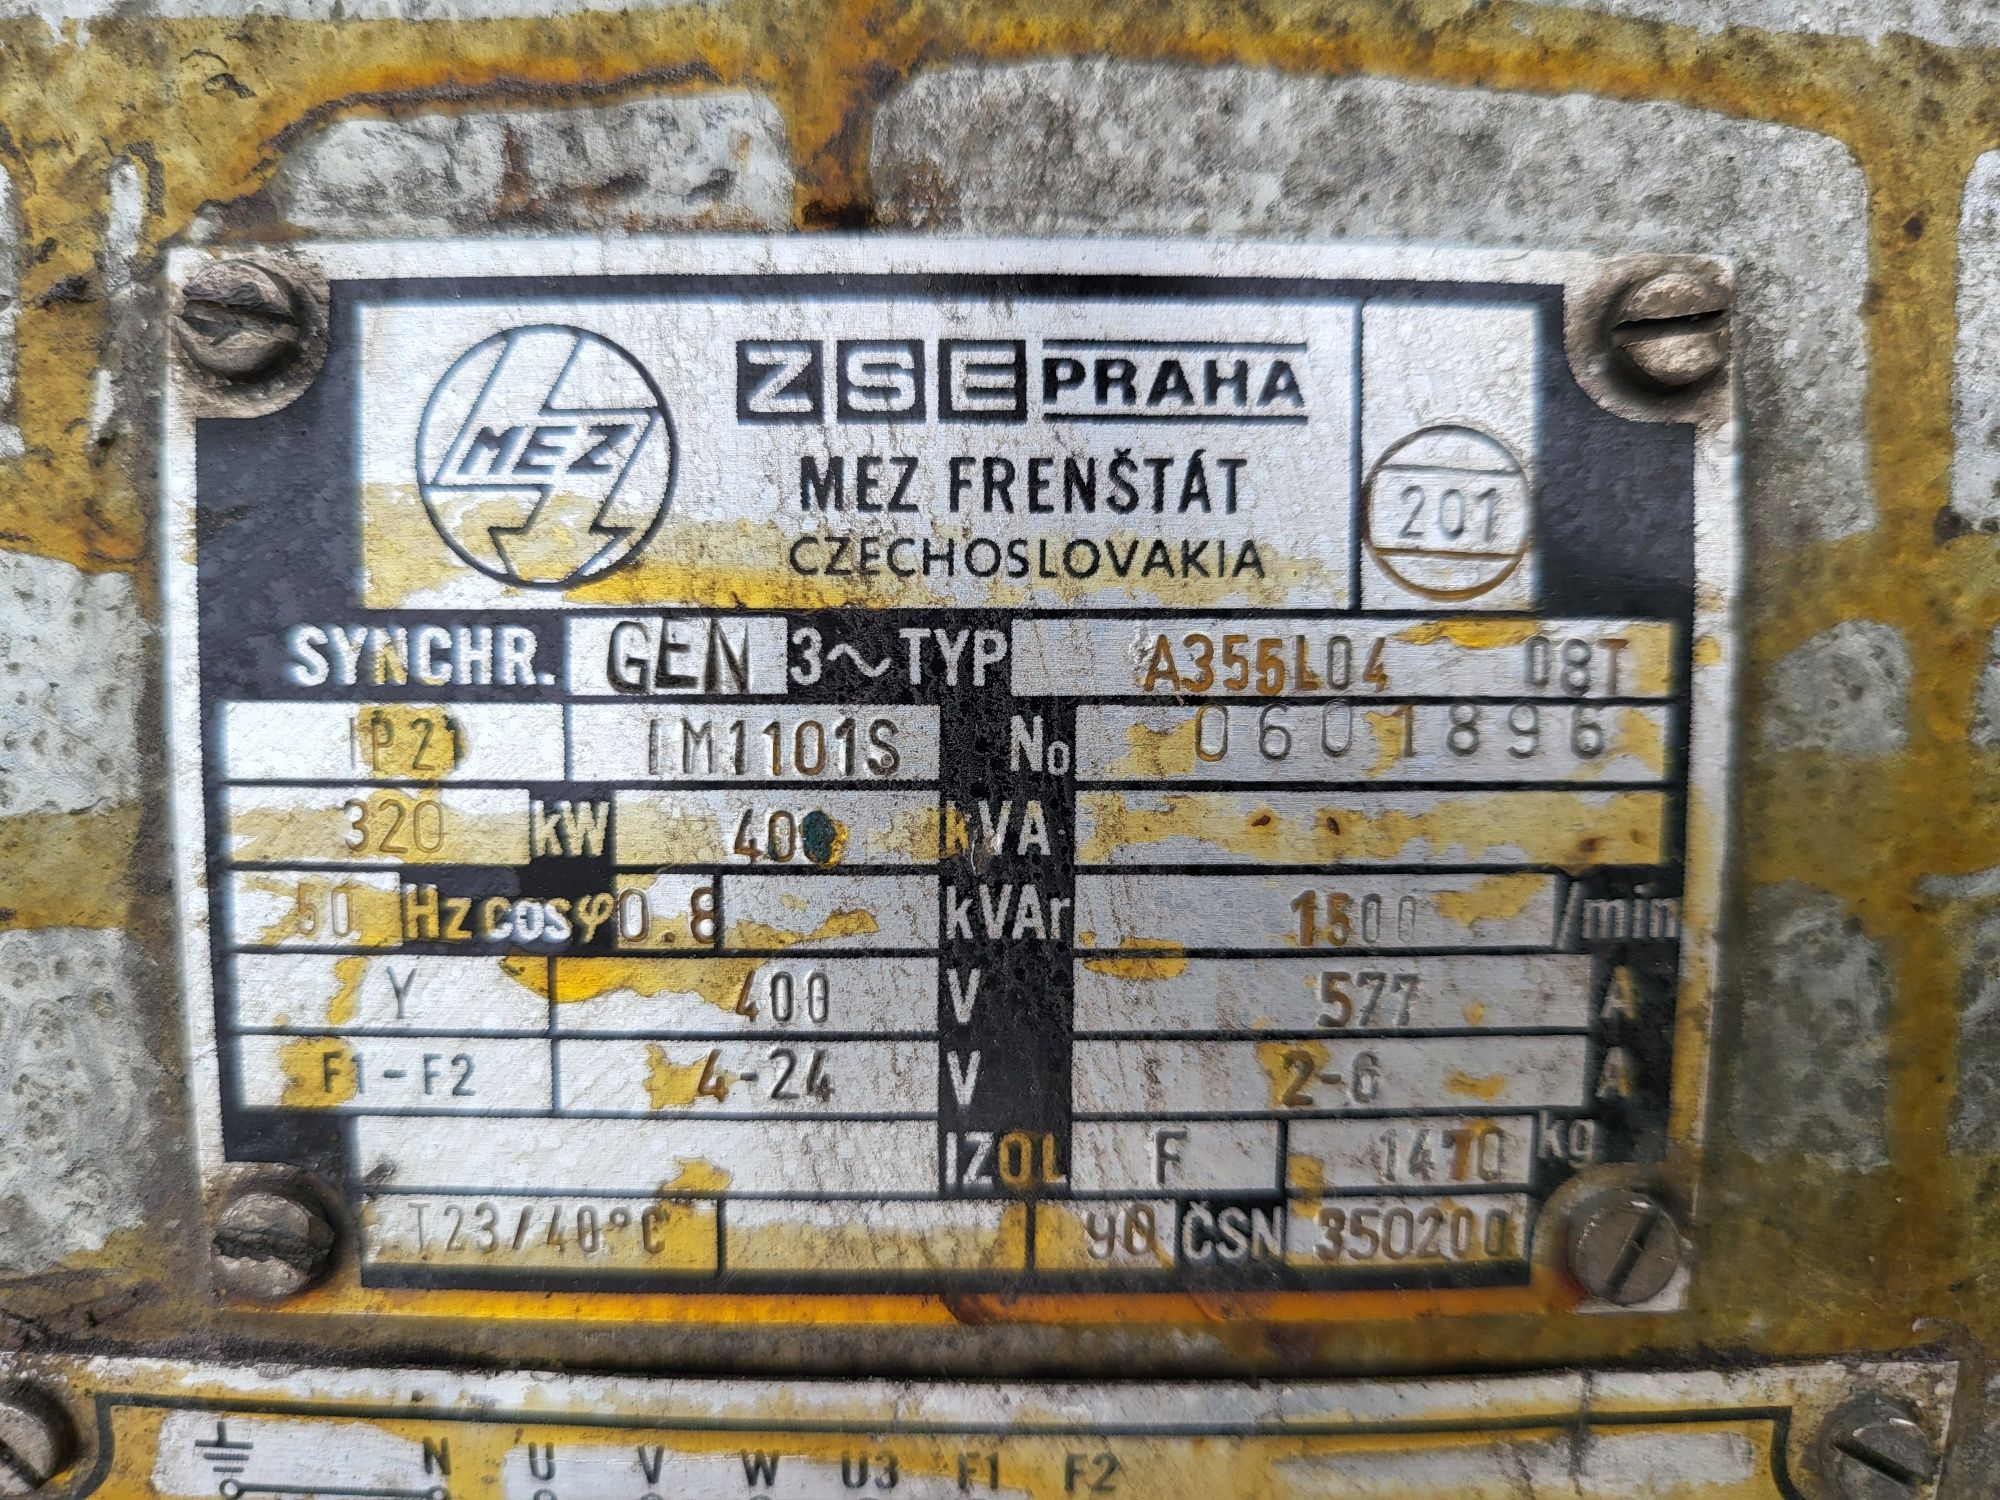 MEZ
ZSE PRAHA
MEZ FRENŠTÁT
CZECHOSLOVAKIA
201
SYNCHR. GEN 3~ TYP A355L04 08T
IP21 IM1101S No 0601896
320 kW 400 kVA
50 Hz cosφ 0.8 kVAr 1500 /min
Y 400 V 577 A
F1-F2 4-24 V 2-6 A
IZOL F 1470 kg
T23/40°C 90 ČSN 350200
N U V W U3 F1 F2